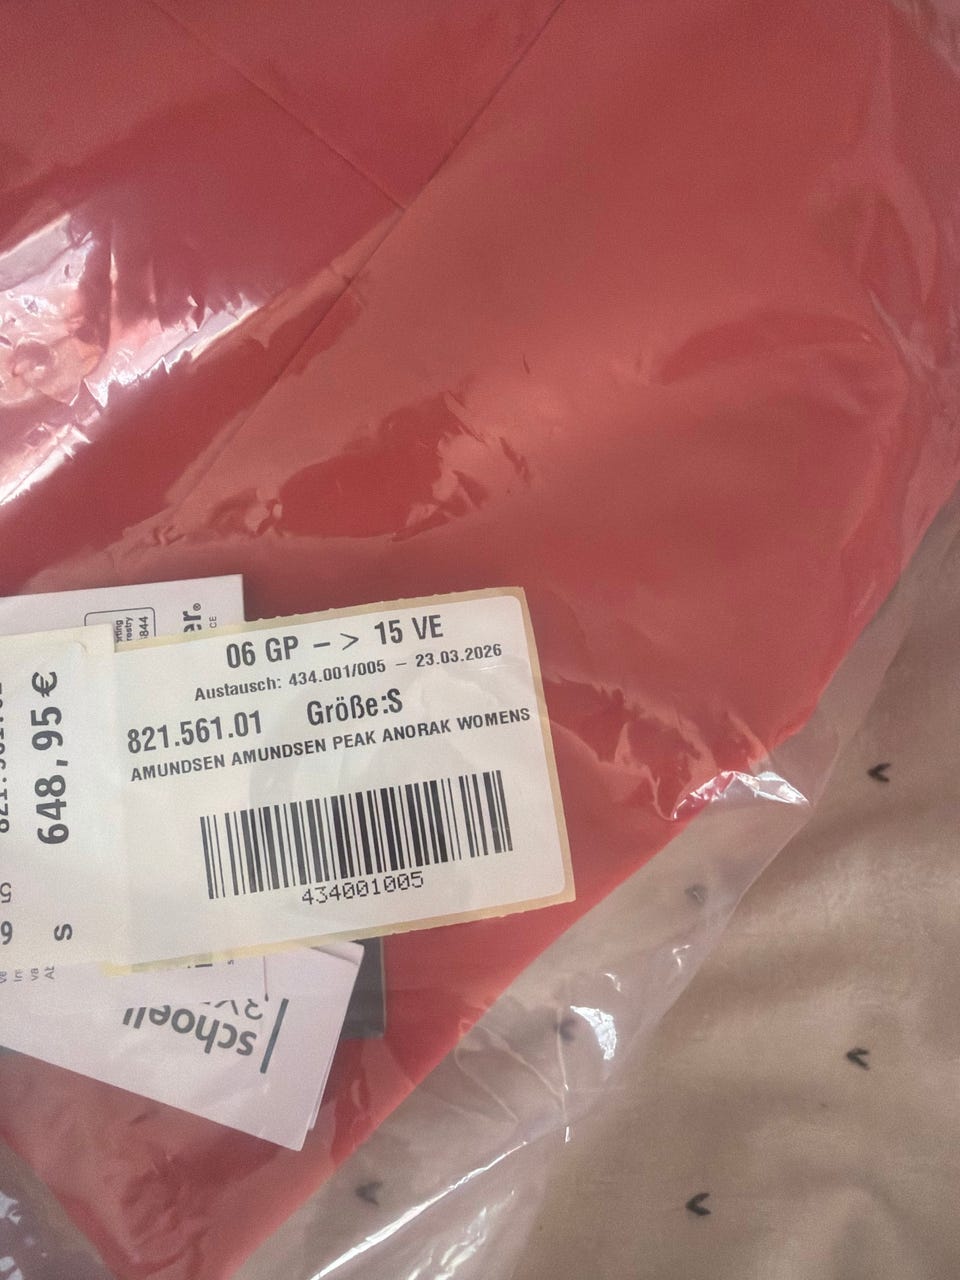 06 GP - > 15 VE
Austausch: 434.001/005 - 23.03.2026
821.561.01 Größe:S
AMUNDSEN AMUNDSEN PEAK ANORAK WOMENS
434001005
648,95 €
S
schoell